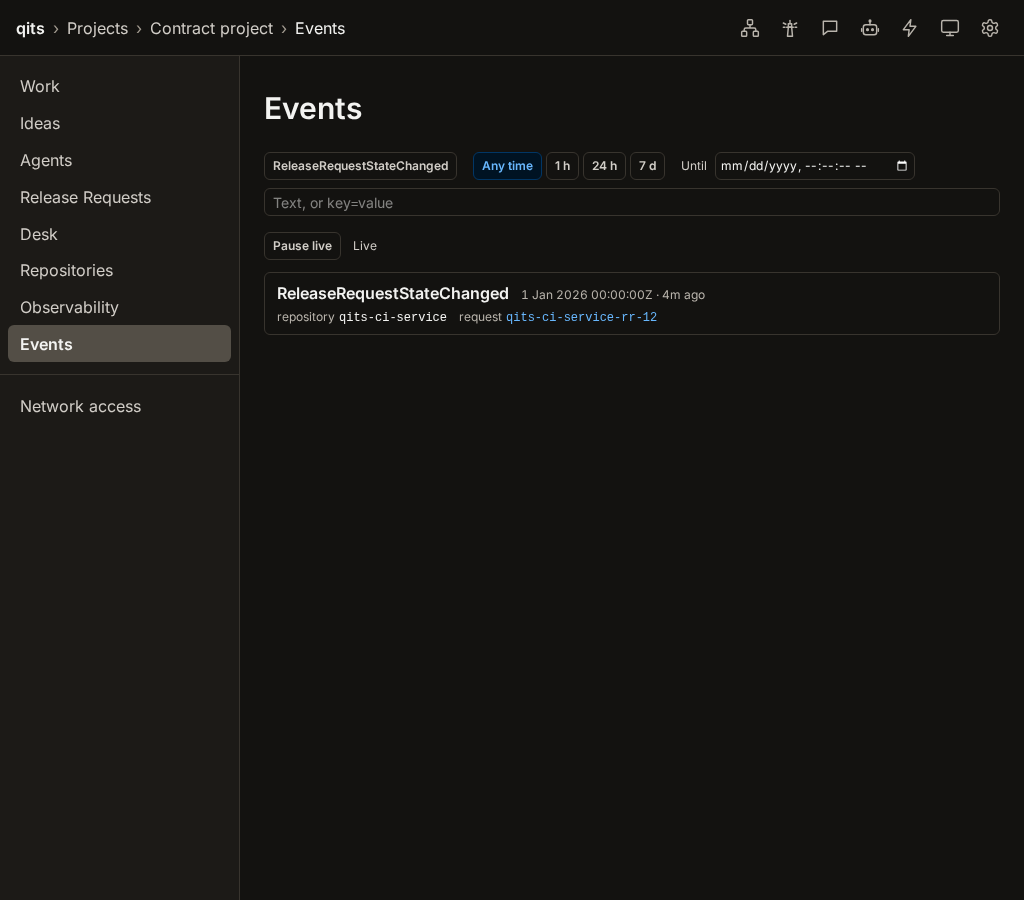 qits › Projects › Contract project › Events
Work
Ideas
Agents
Release Requests
Desk
Repositories
Observability
Events
Network access
Events
ReleaseRequestStateChanged Any time 1 h 24 h 7 d Until mm/dd/yyyy, --:--:-- --
Text, or key=value
Pause live Live
ReleaseRequestStateChanged 1 Jan 2026 00:00:00Z · 4m ago
repository qits-ci-service request qits-ci-service-rr-12